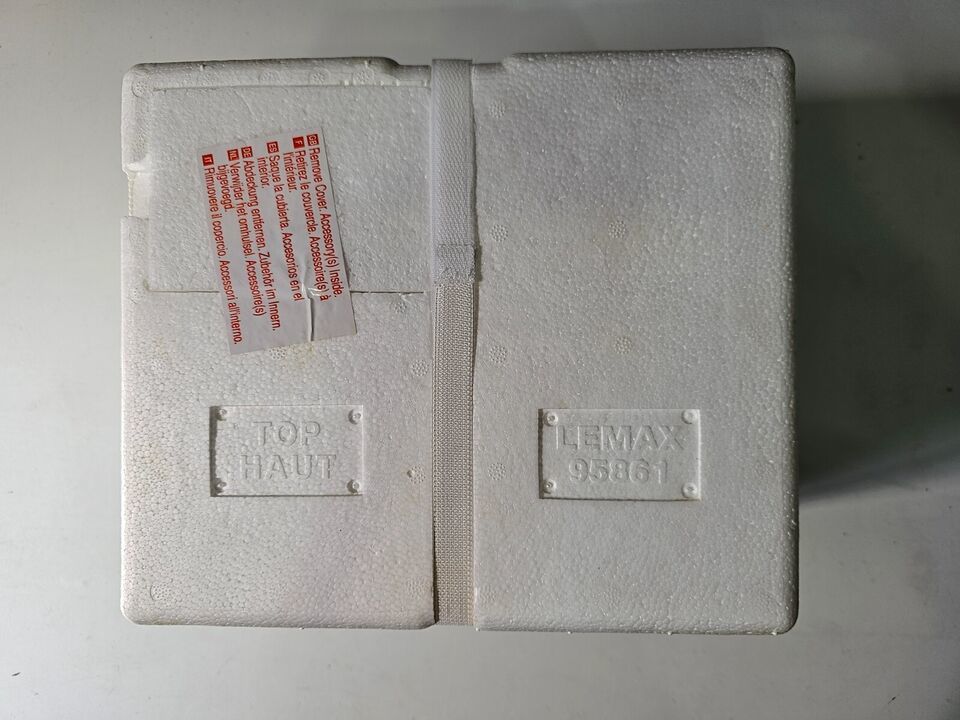 GB Remove Cover. Accessory(s) Inside.
F Retirez le couvercle. Accessoire(s) à
l'intérieur.
ES Saque la cubierta. Accesorios en el
interior.
DE Abdeckung entfernen. Zubehör im Innern.
NL Verwijder het omhulsel. Accessoire(s)
bijgevoegd.
IT Rimuovere il copercio. Accessori all'interno.
TOP
HAUT
LEMAX
95861